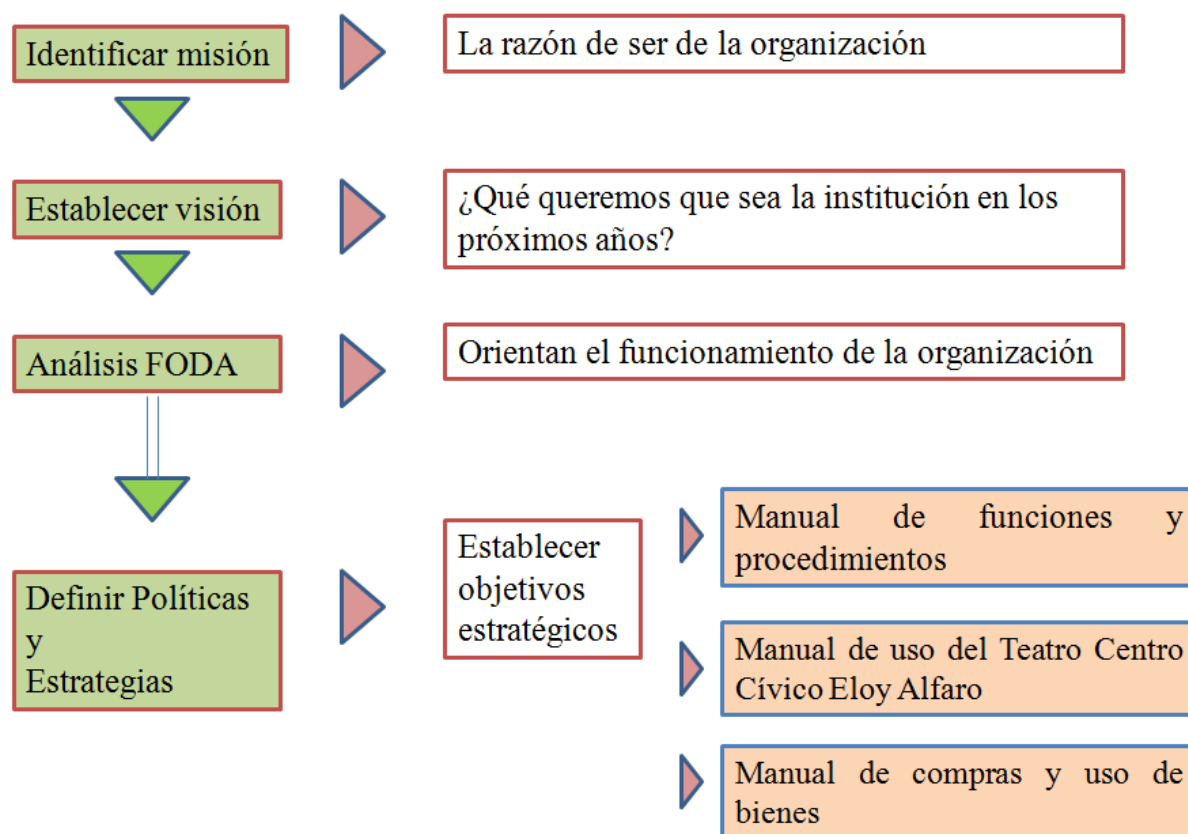 Identificar misión
La razón de ser de la organización
Establecer visión
¿Qué queremos que sea la institución en los
próximos años?
Análisis FODA
Orientan el funcionamiento de la organización
Definir Políticas
y
Estrategias
Establecer
objetivos
estratégicos
Manual de funciones y
procedimientos
Manual de uso del Teatro Centro
Cívico Eloy Alfaro
Manual de compras y uso de
bienes